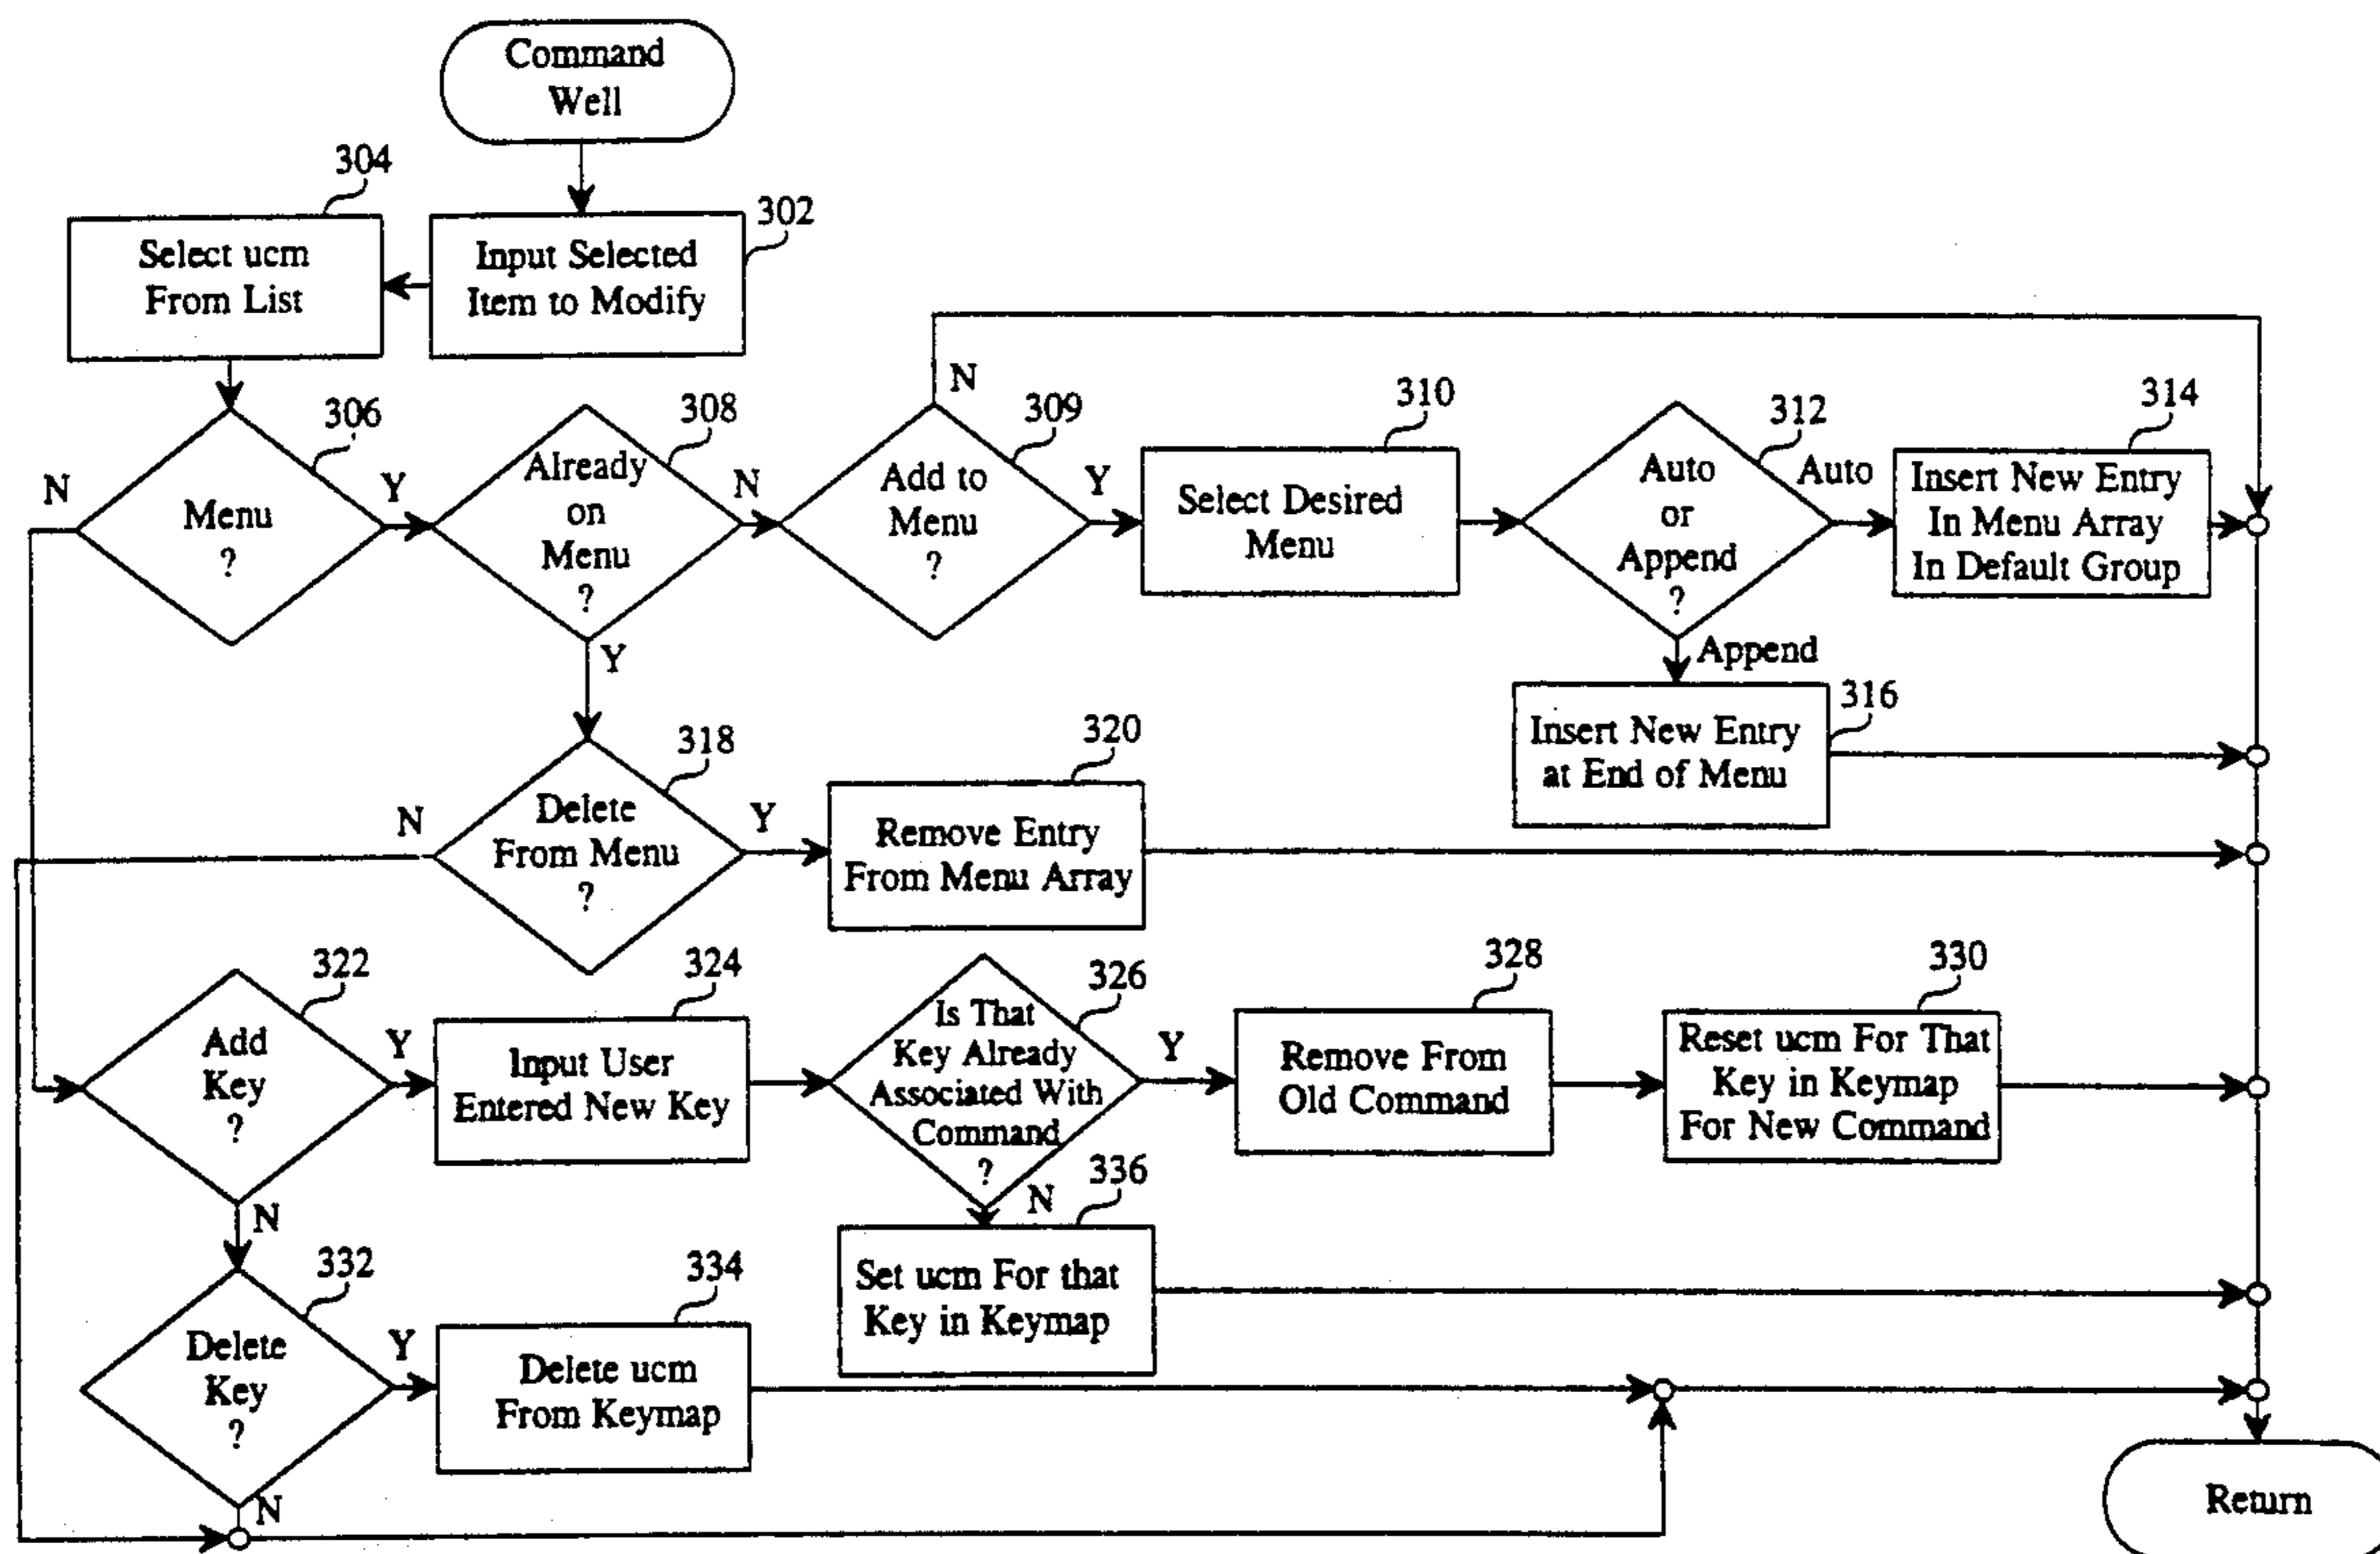 Command
Well
304
302
Select ucm
From List
Input Selected
Item to Modify
306
308
309
310
312
314
N
Menu
?
Y
Already
on
Menu
?
N
Y
N
Add to
Menu
?
Y
Select Desired
Menu
Auto
or
Append
?
Auto
Append
Insert New Entry
In Menu Array
In Default Group
316
Insert New Entry
at End of Menu
318
N
Delete
From Menu
?
Y
320
Remove Entry
From Menu Array
322
Add
Key
?
Y
N
324
Input User
Entered New Key
326
Is That
Key Already
Associated With
Command
?
Y
N
328
Remove From
Old Command
330
Reset ucm For That
Key in Keymap
For New Command
336
Set ucm For that
Key in Keymap
332
Delete
Key
?
Y
N
334
Delete ucm
From Keymap
Return